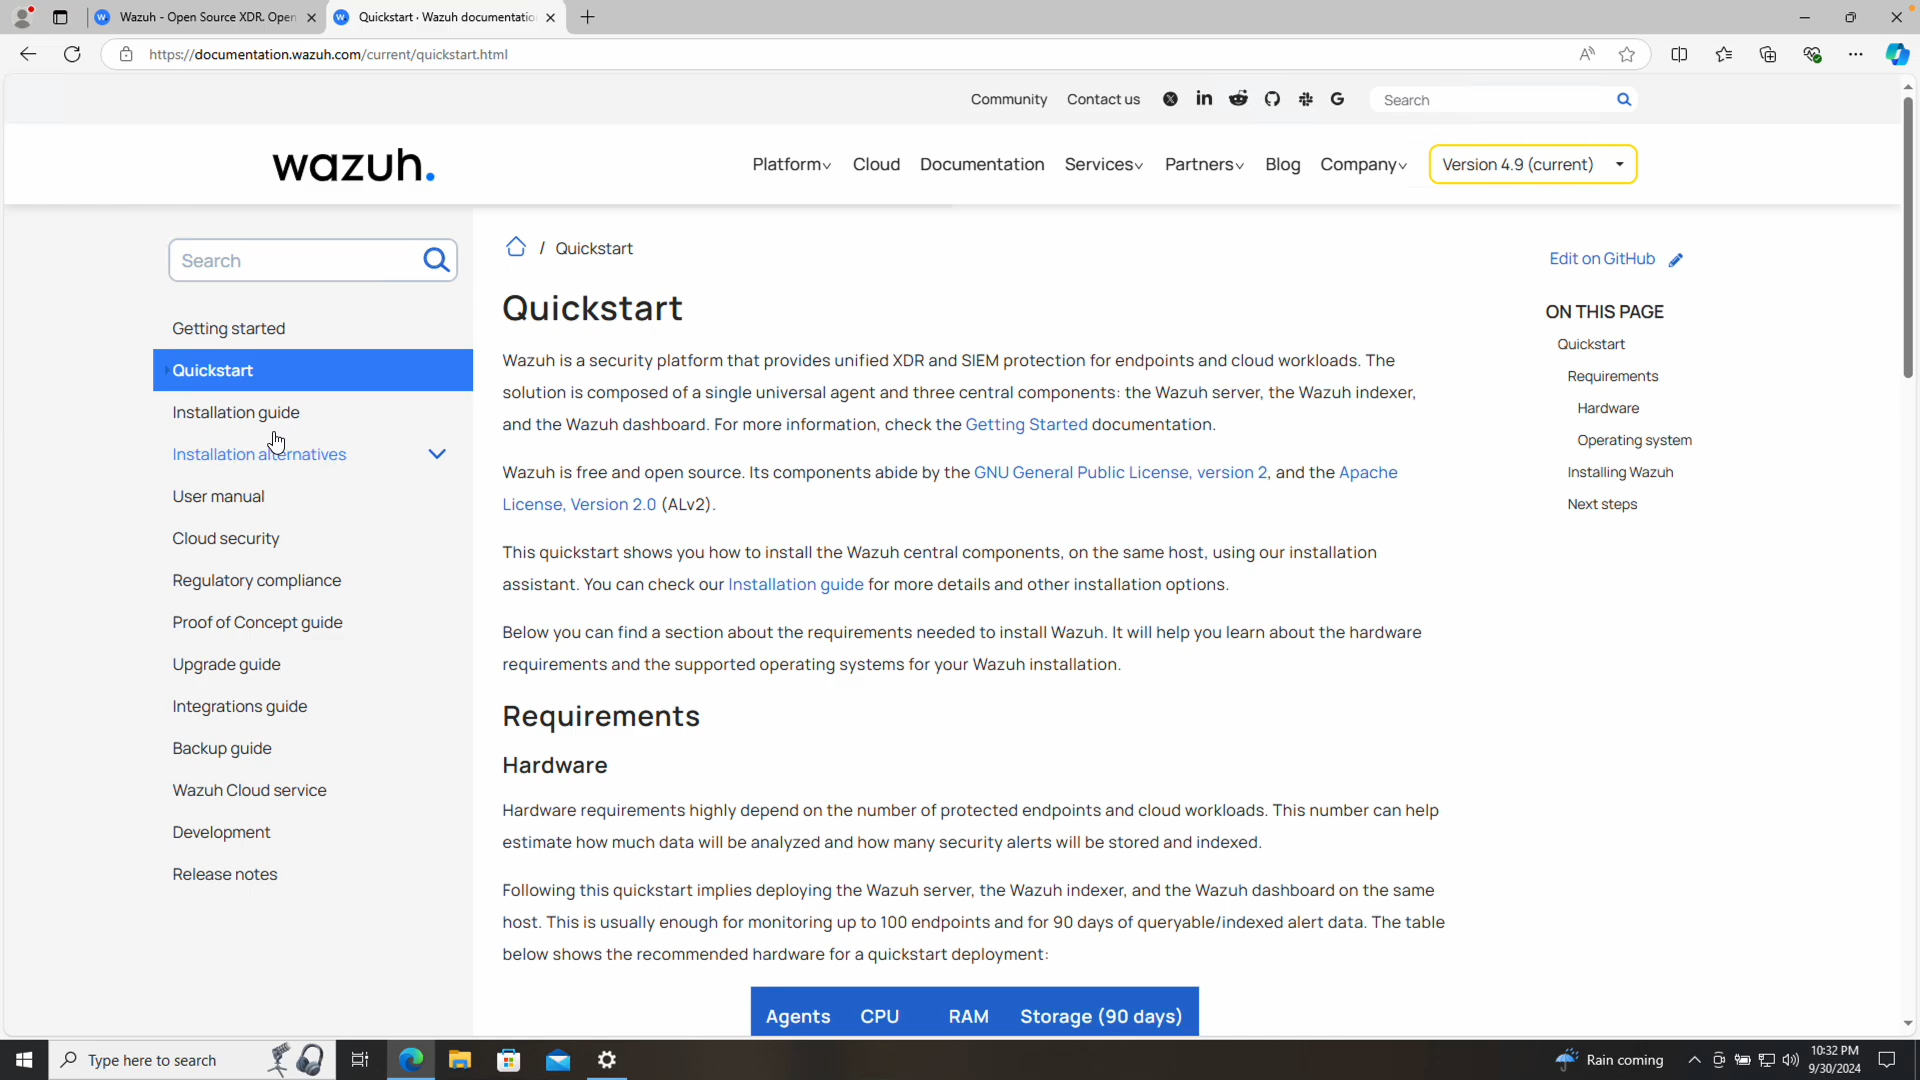 Wazuh - Open Source XDR. Open
Quickstart · Wazuh documentatio
https://documentation.wazuh.com/current/quickstart.html
Community Contact us Search
wazuh.
Platform Cloud Documentation Services Partners Blog Company Version 4.9 (current)
Search
Getting started
Quickstart
Installation guide
Installation alternatives
User manual
Cloud security
Regulatory compliance
Proof of Concept guide
Upgrade guide
Integrations guide
Backup guide
Wazuh Cloud service
Development
Release notes
/ Quickstart
Quickstart
Wazuh is a security platform that provides unified XDR and SIEM protection for endpoints and cloud workloads. The
solution is composed of a single universal agent and three central components: the Wazuh server, the Wazuh indexer,
and the Wazuh dashboard. For more information, check the Getting Started documentation.
Wazuh is free and open source. Its components abide by the GNU General Public License, version 2, and the Apache
License, Version 2.0 (ALv2).
This quickstart shows you how to install the Wazuh central components, on the same host, using our installation
assistant. You can check our Installation guide for more details and other installation options.
Below you can find a section about the requirements needed to install Wazuh. It will help you learn about the hardware
requirements and the supported operating systems for your Wazuh installation.
Requirements
Hardware
Hardware requirements highly depend on the number of protected endpoints and cloud workloads. This number can help
estimate how much data will be analyzed and how many security alerts will be stored and indexed.
Following this quickstart implies deploying the Wazuh server, the Wazuh indexer, and the Wazuh dashboard on the same
host. This is usually enough for monitoring up to 100 endpoints and for 90 days of queryable/indexed alert data. The table
below shows the recommended hardware for a quickstart deployment:
Agents CPU RAM Storage (90 days)
Edit on GitHub
ON THIS PAGE
Quickstart
Requirements
Hardware
Operating system
Installing Wazuh
Next steps
Type here to search
Rain coming
10:32 PM
9/30/2024